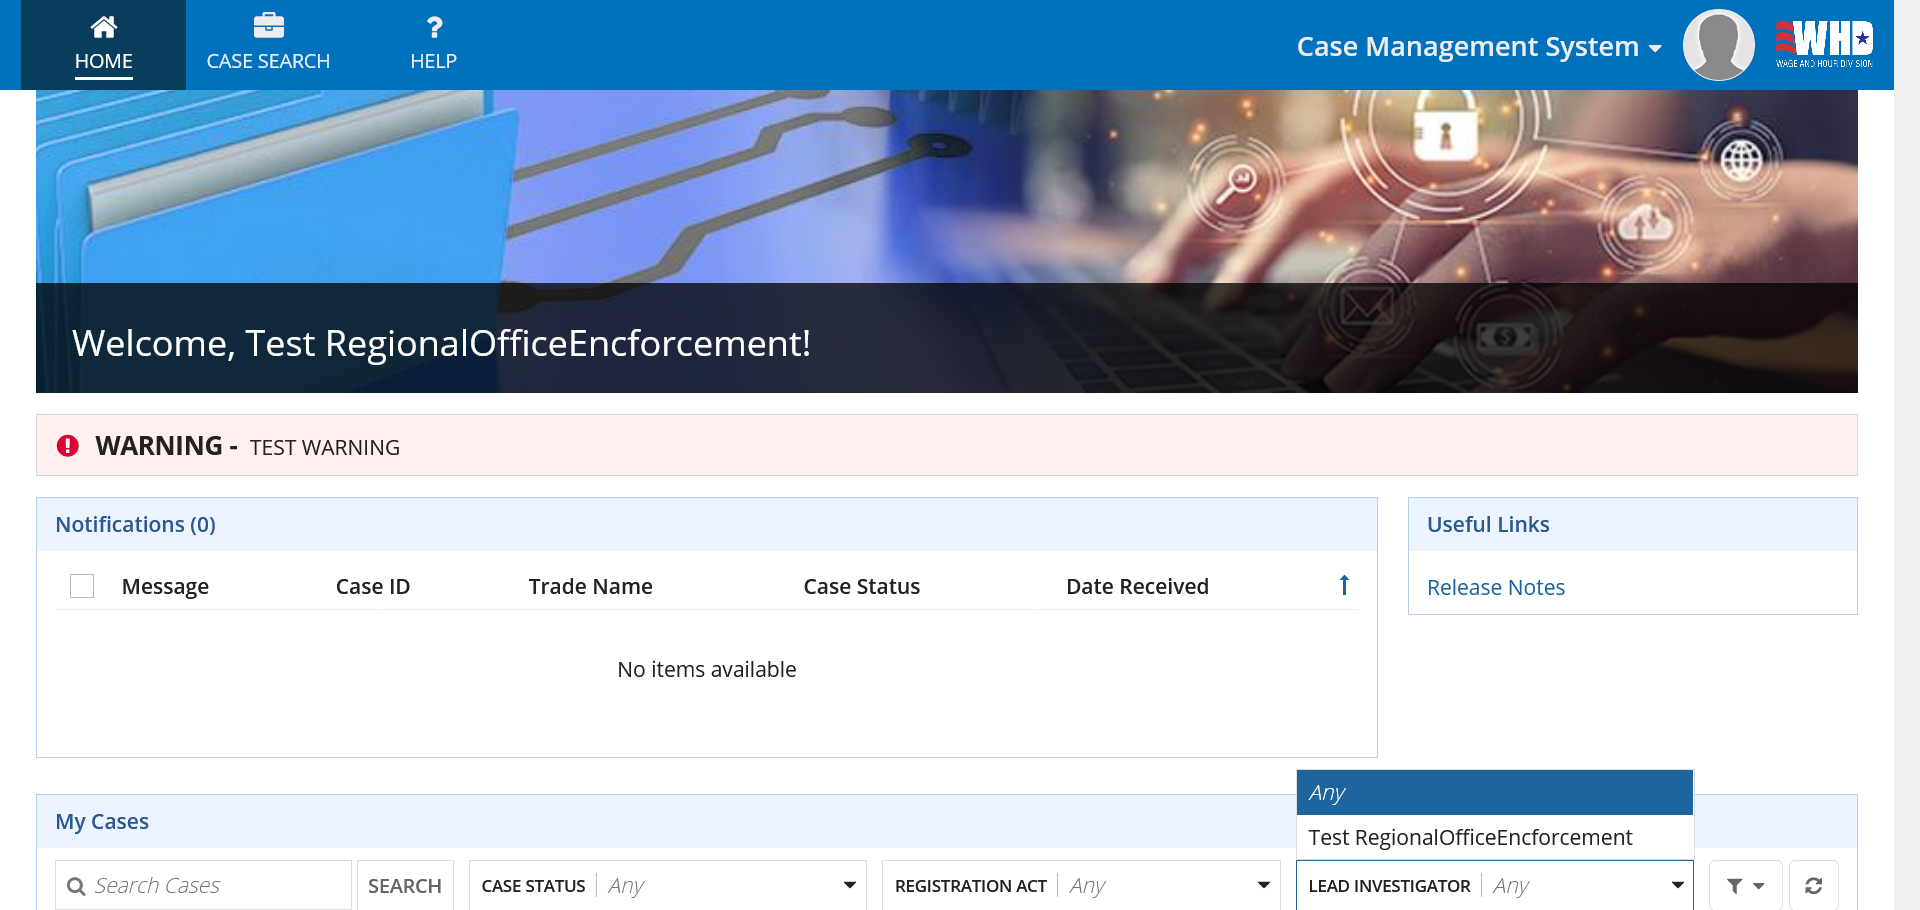 HOME
CASE SEARCH
HELP
Case Management System
WHD
WAGE AND HOUR DIVISION
Welcome, Test RegionalOfficeEncforcement!
WARNING - TEST WARNING
Notifications (0)
Useful Links
Message Case ID Trade Name Case Status Date Received
Release Notes
No items available
Any
My Cases
Test RegionalOfficeEncforcement
Search Cases
SEARCH
CASE STATUS Any
REGISTRATION ACT Any
LEAD INVESTIGATOR Any